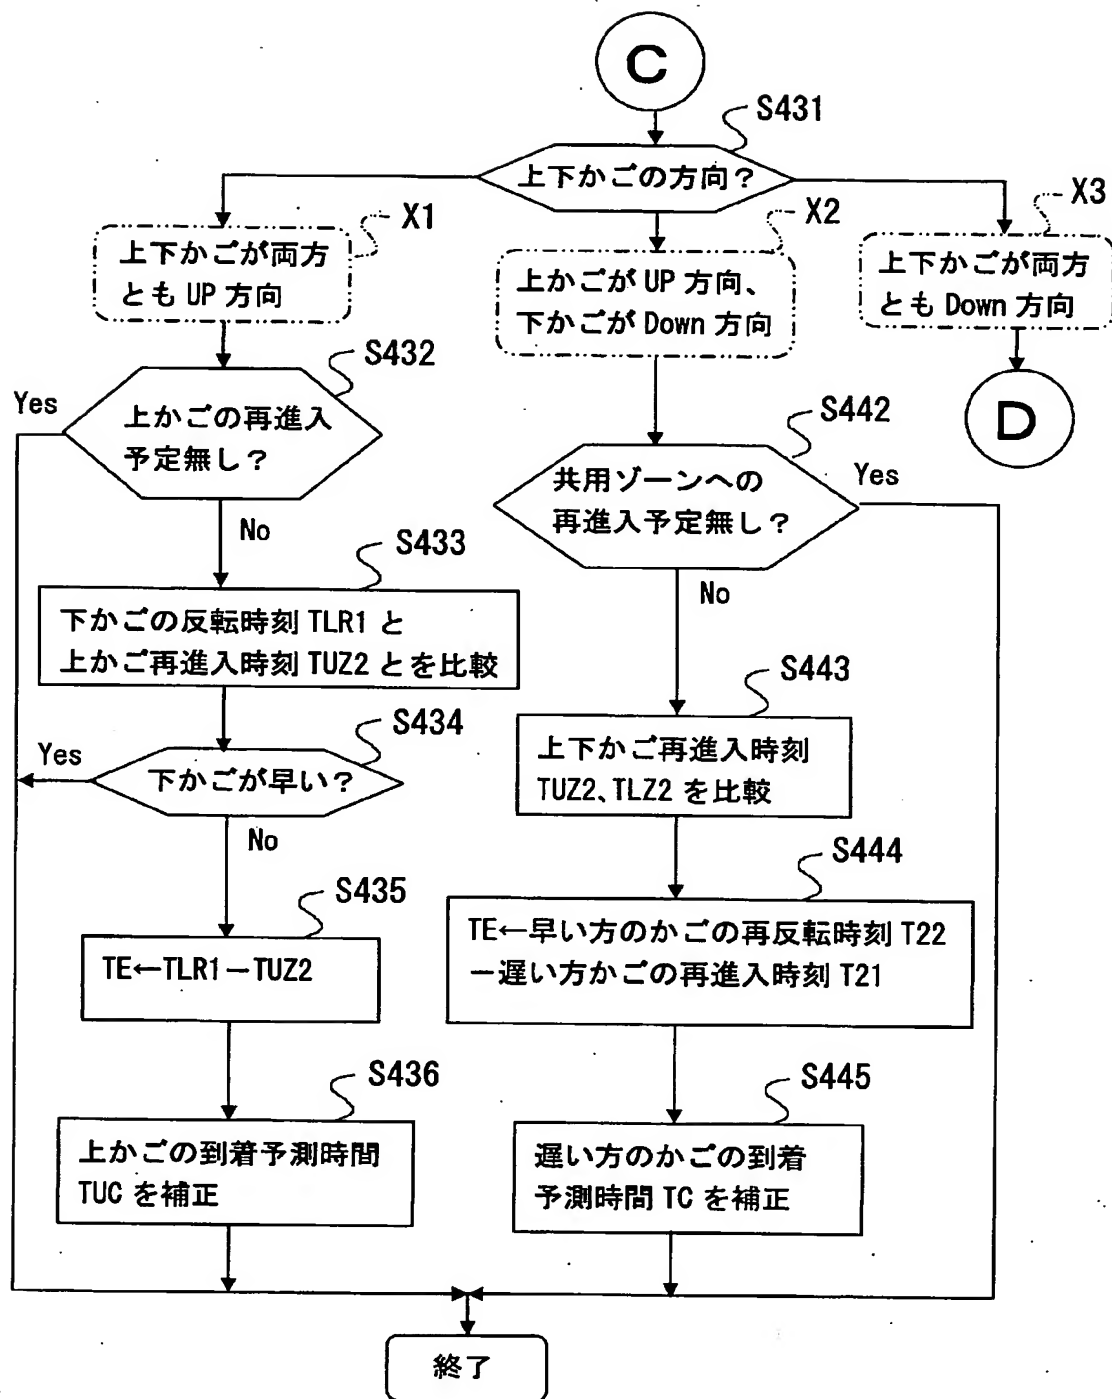 C
S431
上下かごの方向?
X1
上下かごが両方
とも UP 方向
X2
上かごが UP 方向、
下かごが Down 方向
X3
上下かごが両方
とも Down 方向
D
S432
Yes
上かごの再進入
予定無し?
No
S433
下かごの反転時刻 TLR1 と
上かご再進入時刻 TUZ2 とを比較
S434
Yes
下かごが早い?
No
S435
TE←TLR1－TUZ2
S436
上かごの到着予測時間
TUC を補正
S442
共用ゾーンへの
再進入予定無し?
Yes
No
S443
上下かご再進入時刻
TUZ2、TLZ2 を比較
S444
TE←早い方のかごの再反転時刻 T22
－遅い方かごの再進入時刻 T21
S445
遅い方のかごの到着
予測時間 TC を補正
終了